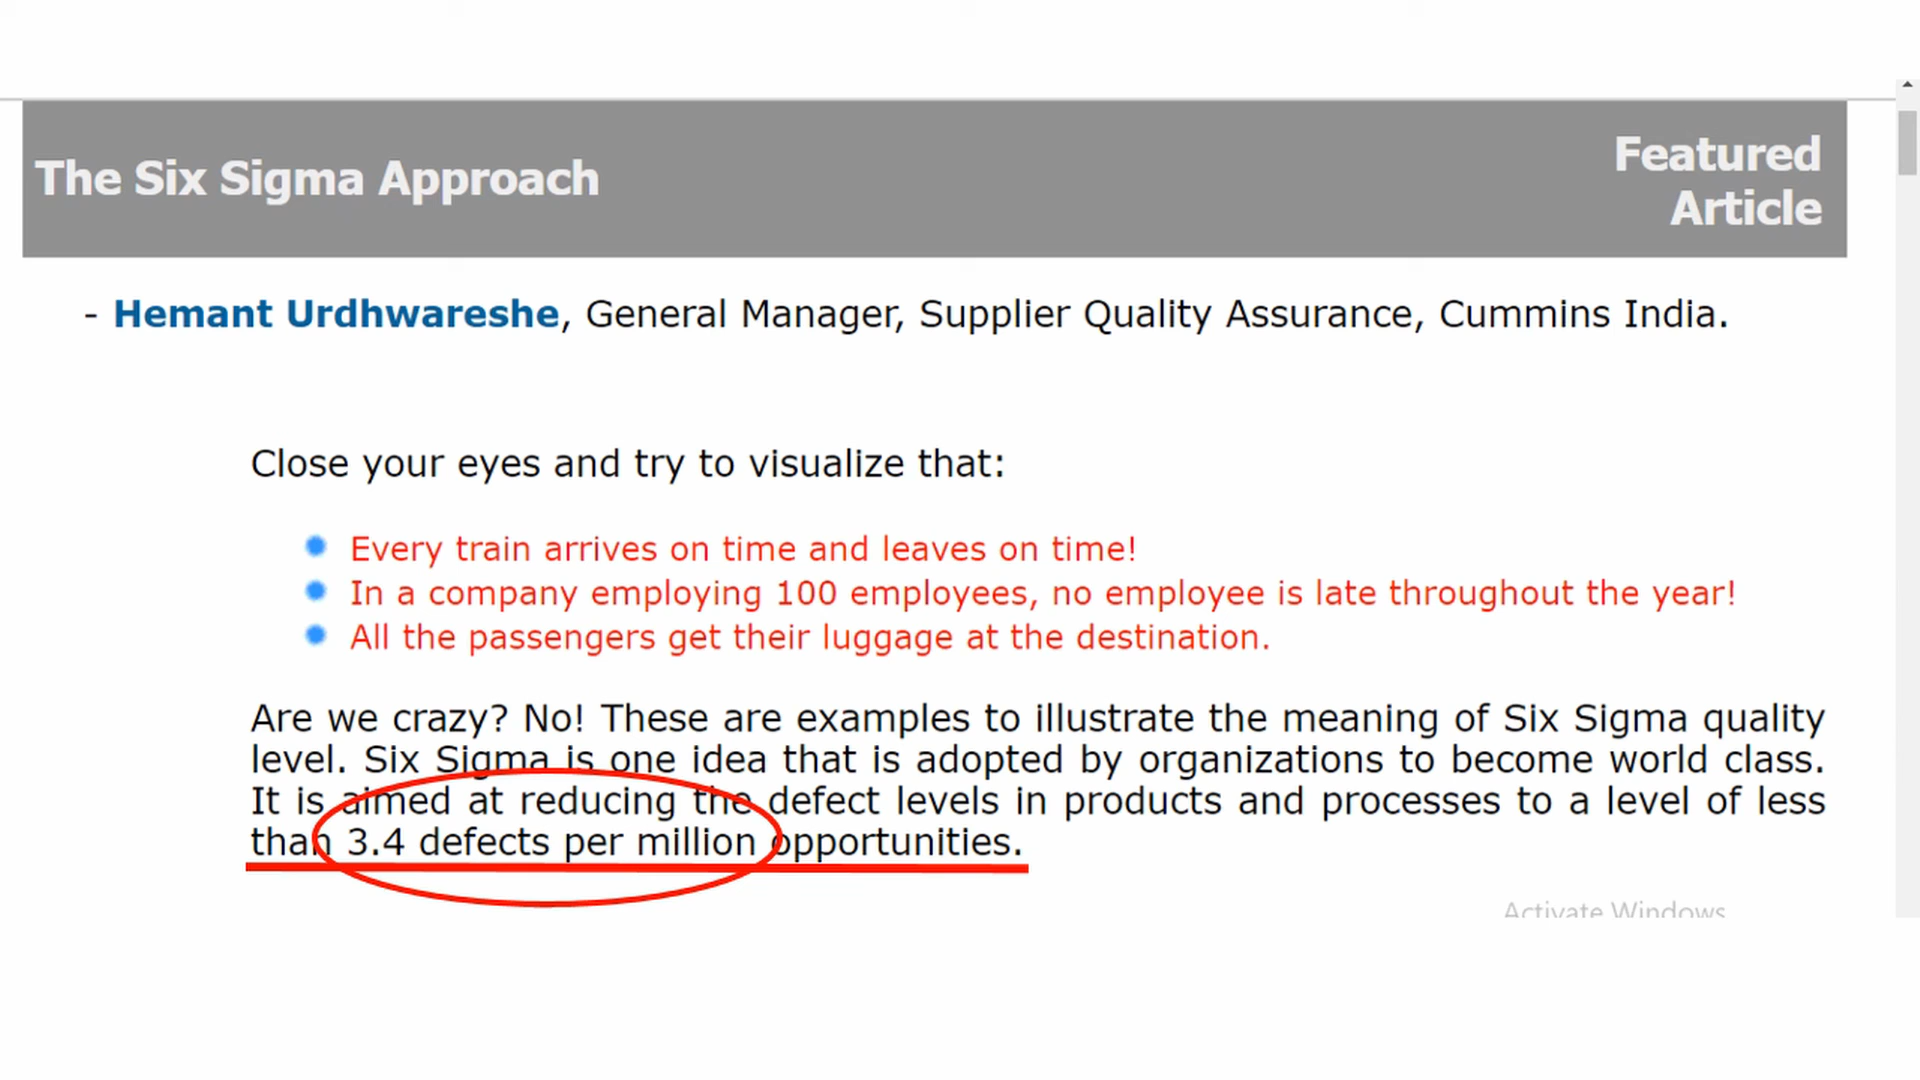 The Six Sigma Approach
Featured
Article
- Hemant Urdhwareshe, General Manager, Supplier Quality Assurance, Cummins India.
Close your eyes and try to visualize that:
Every train arrives on time and leaves on time!
In a company employing 100 employees, no employee is late throughout the year!
All the passengers get their luggage at the destination.
Are we crazy? No! These are examples to illustrate the meaning of Six Sigma quality
level. Six Sigma is one idea that is adopted by organizations to become world class.
It is aimed at reducing the defect levels in products and processes to a level of less
than 3.4 defects per million opportunities.
Activate Windows